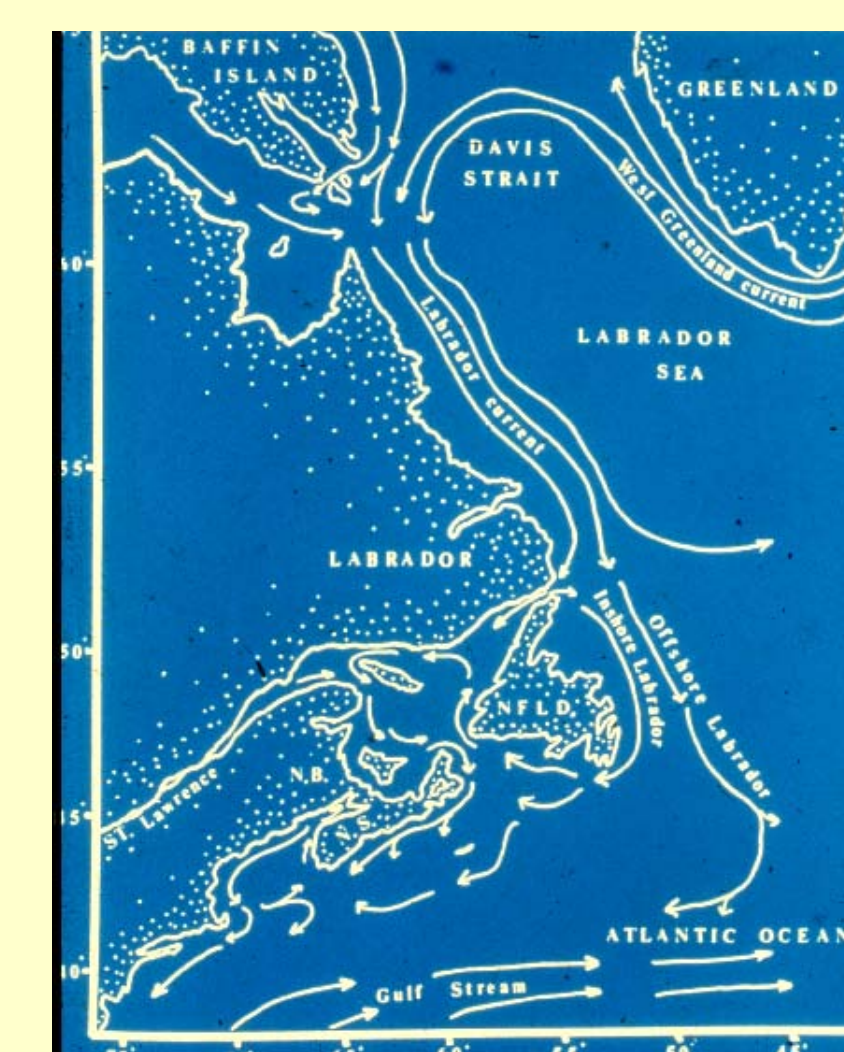 BAFFIN
ISLAND
GREENLAND
DAVIS
STRAIT
West Greenland current
60
LABRADOR
SEA
Labrador current
55
LABRADOR
50
Inshore Labrador
Offshore Labrador
NFLD.
N.B.
St. Lawrence
N.S.
45
ATLANTIC OCEAN
40
Gulf Stream